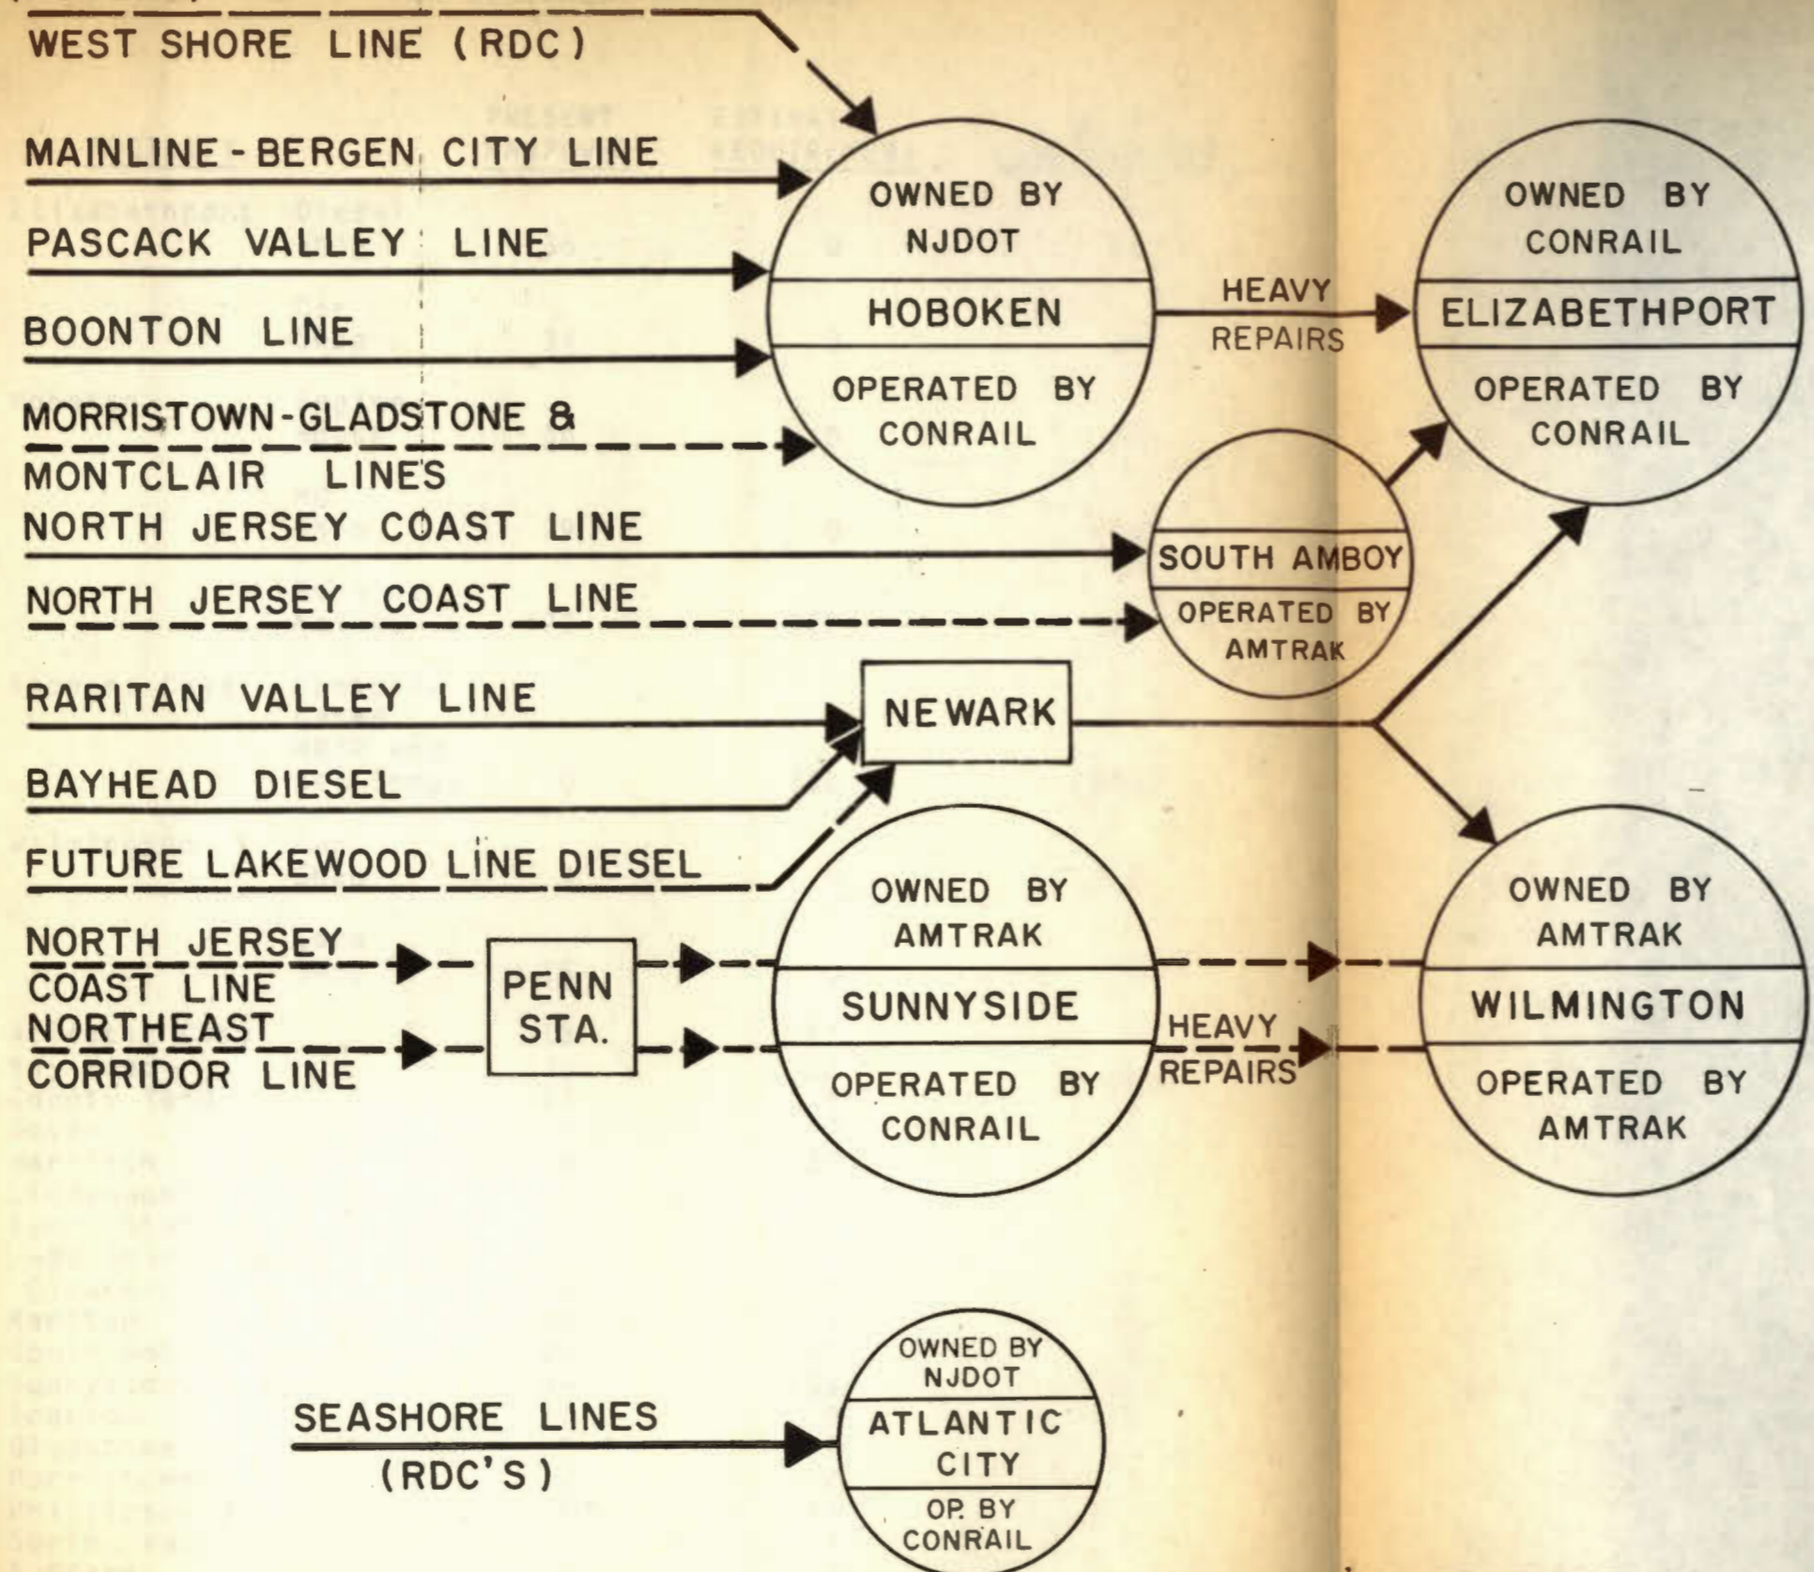 WEST SHORE LINE (RDC)
MAINLINE - BERGEN CITY LINE
PASCACK VALLEY LINE
BOONTON LINE
MORRISTOWN-GLADSTONE &
MONTCLAIR LINES
NORTH JERSEY COAST LINE
NORTH JERSEY COAST LINE
RARITAN VALLEY LINE
BAYHEAD DIESEL
FUTURE LAKEWOOD LINE DIESEL
NORTH JERSEY
COAST LINE
NORTHEAST
CORRIDOR LINE
PENN
STA.
NEWARK
OWNED BY
NJDOT
HOBOKEN
OPERATED BY
CONRAIL
HEAVY
REPAIRS
OWNED BY
CONRAIL
ELIZABETHPORT
OPERATED BY
CONRAIL
SOUTH AMBOY
OPERATED BY
AMTRAK
OWNED BY
AMTRAK
SUNNYSIDE
OPERATED BY
CONRAIL
HEAVY
REPAIRS
OWNED BY
AMTRAK
WILMINGTON
OPERATED BY
AMTRAK
SEASHORE LINES
(RDC'S)
OWNED BY
NJDOT
ATLANTIC
CITY
OP. BY
CONRAIL